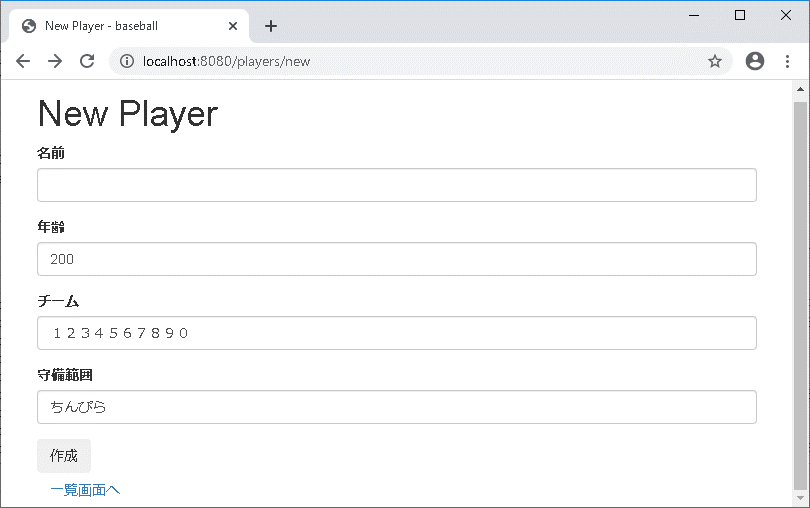 New Player - baseball
localhost:8080/players/new
New Player
名前
年齢
200
チーム
１２３４５６７８９０
守備範囲
ちんぴら
作成
一覧画面へ